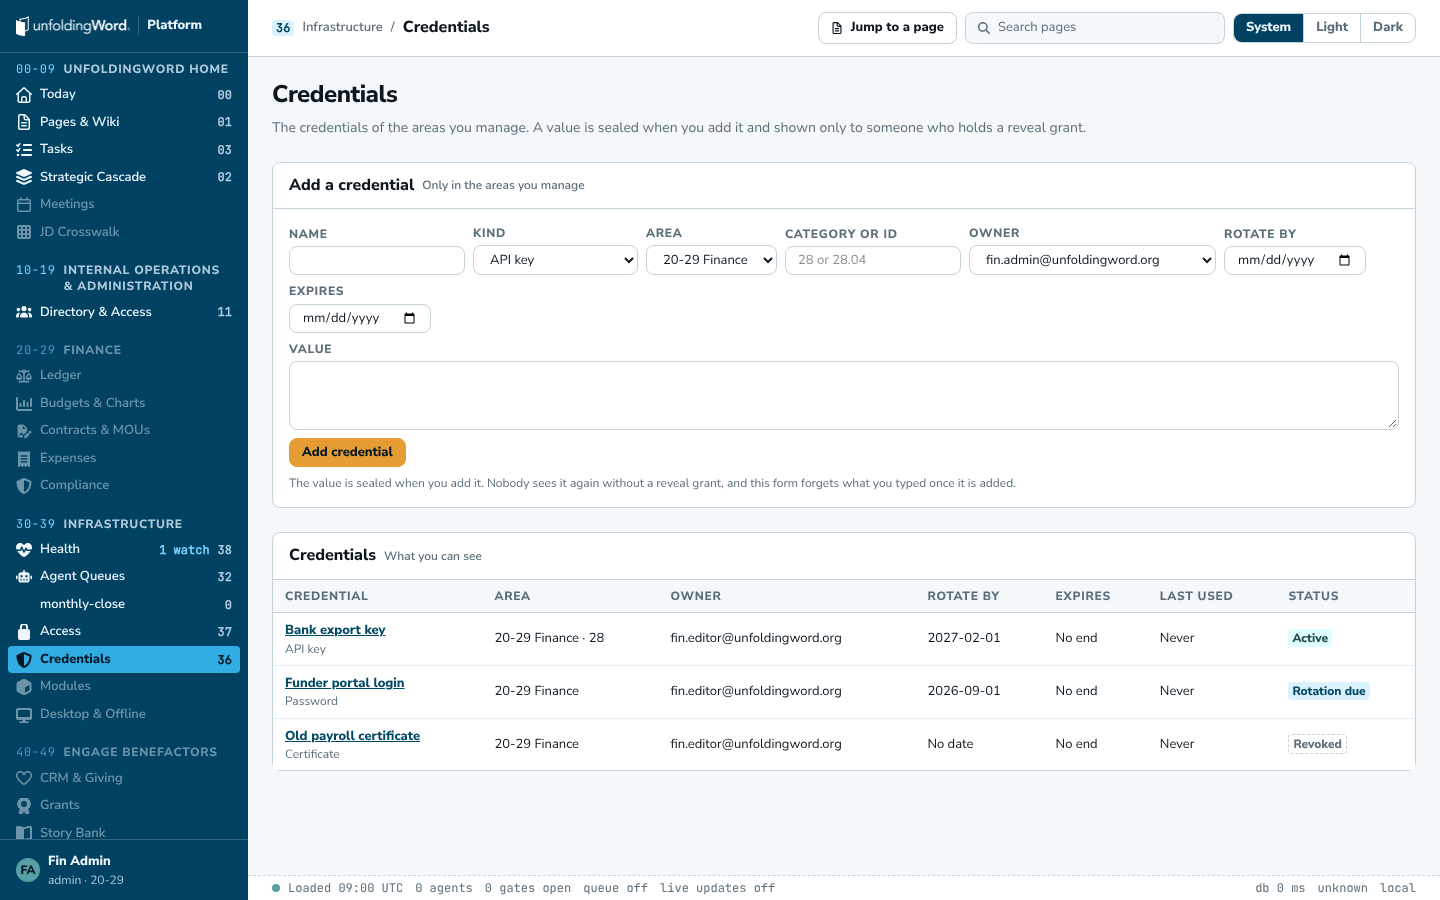 unfoldingWord Platform
00-09 UNFOLDINGWORD HOME
Today 00
Pages & Wiki 01
Tasks 03
Strategic Cascade 02
Meetings
JD Crosswalk
10-19 INTERNAL OPERATIONS
& ADMINISTRATION
Directory & Access 11
20-29 FINANCE
Ledger
Budgets & Charts
Contracts & MOUs
Expenses
Compliance
30-39 INFRASTRUCTURE
Health 1 watch 38
Agent Queues 32
monthly-close 0
Access 37
Credentials 36
Modules
Desktop & Offline
40-49 ENGAGE BENEFACTORS
CRM & Giving
Grants
Story Bank
FA Fin Admin
admin · 20-29
36 Infrastructure / Credentials
Jump to a page
Search pages
System Light Dark
Credentials
The credentials of the areas you manage. A value is sealed when you add it and shown only to someone who holds a reveal grant.
Add a credential Only in the areas you manage
NAME KIND AREA CATEGORY OR ID OWNER ROTATE BY
API key 20-29 Finance 28 or 28.04 fin.admin@unfoldingword.org mm/dd/yyyy
EXPIRES
mm/dd/yyyy
VALUE
Add credential
The value is sealed when you add it. Nobody sees it again without a reveal grant, and this form forgets what you typed once it is added.
Credentials What you can see
CREDENTIAL AREA OWNER ROTATE BY EXPIRES LAST USED STATUS
Bank export key 20-29 Finance · 28 fin.editor@unfoldingword.org 2027-02-01 No end Never Active
API key
Funder portal login 20-29 Finance fin.editor@unfoldingword.org 2026-09-01 No end Never Rotation due
Password
Old payroll certificate 20-29 Finance fin.editor@unfoldingword.org No date No end Never Revoked
Certificate
Loaded 09:00 UTC 0 agents 0 gates open queue off live updates off db 0 ms unknown local